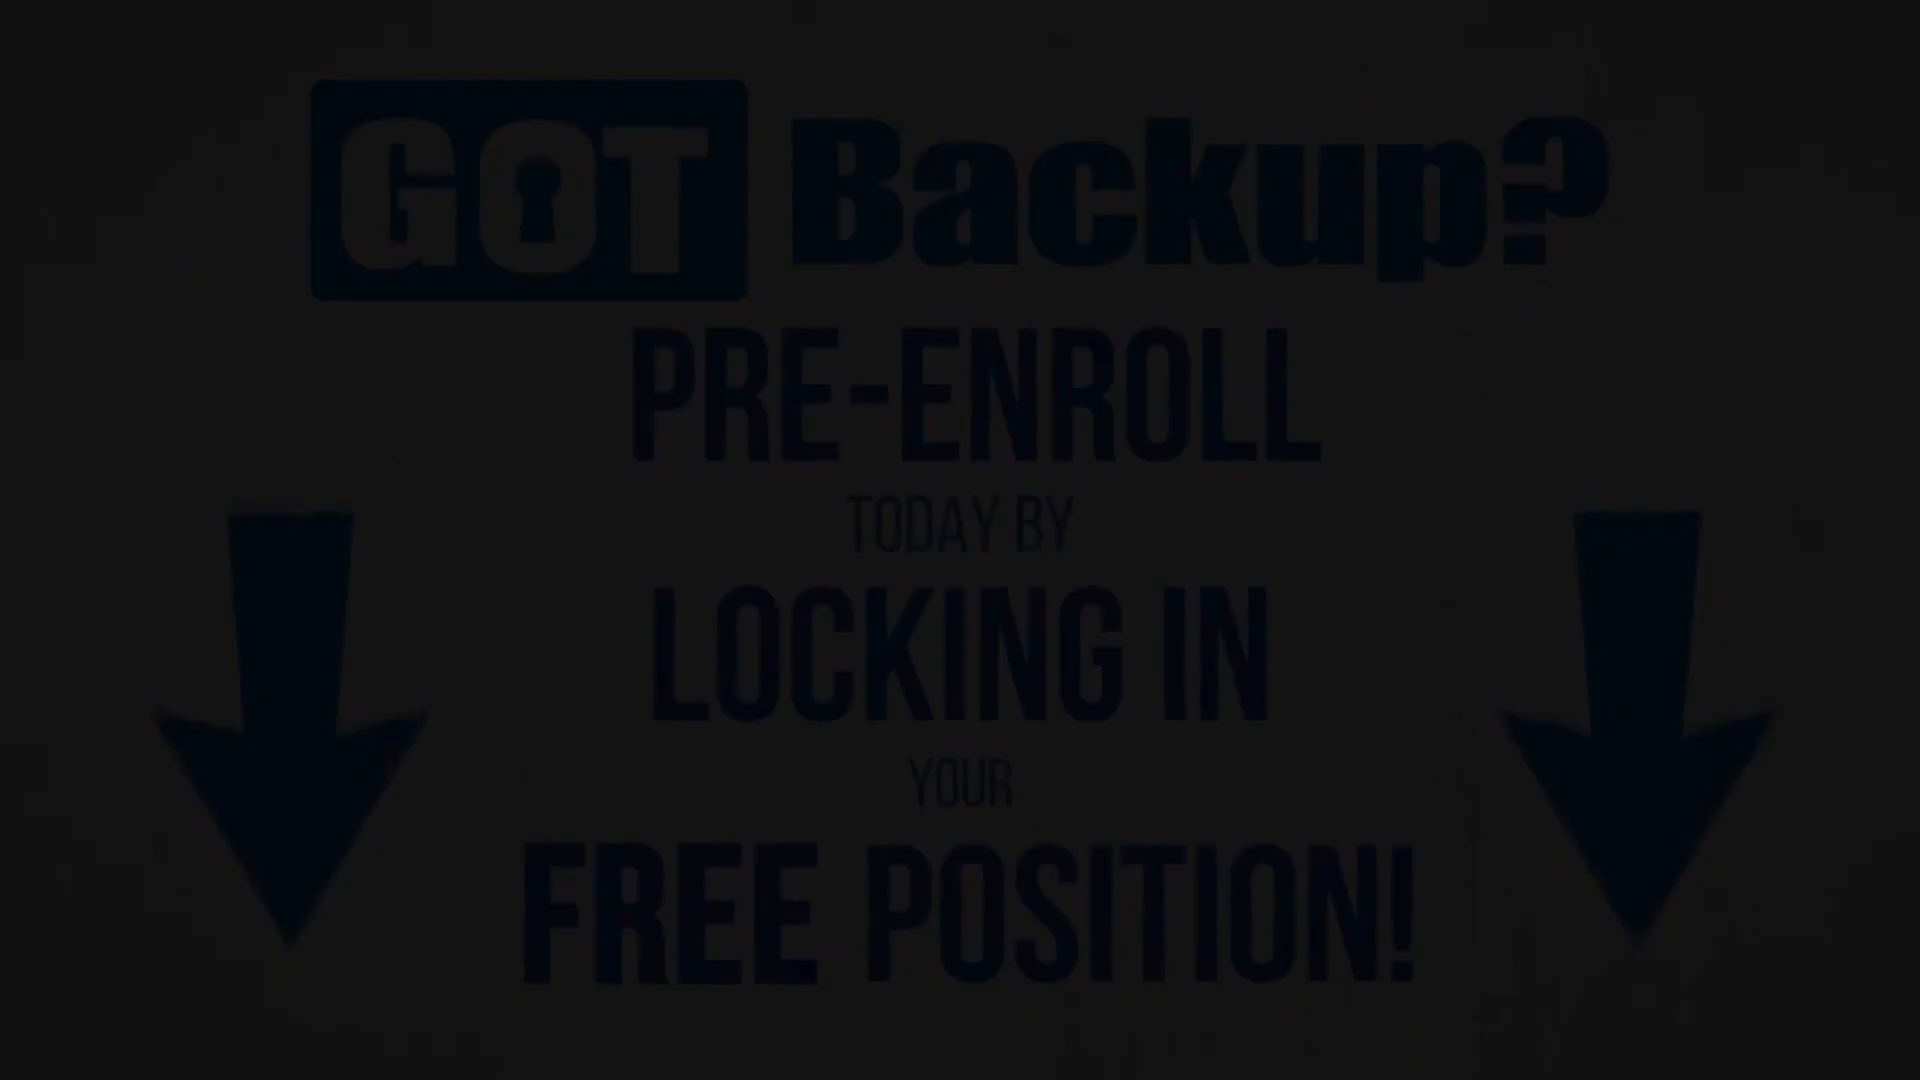 GOT Backup?
PRE-ENROLL
TODAY BY
LOCKING IN
YOUR
FREE POSITION!